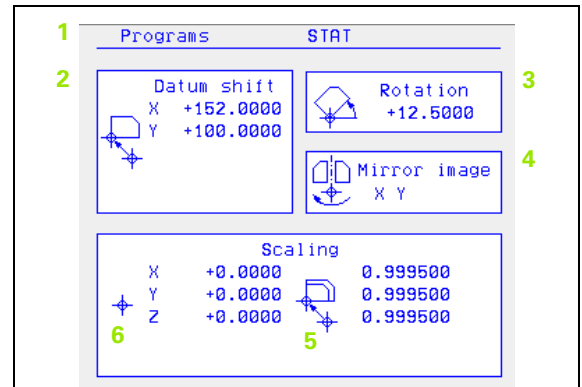 1 Programs STAT
2 Datum shift
X +152.0000
Y +100.0000
3 Rotation
+12.5000
4 Mirror image
X Y
Scaling
X +0.0000 0.999500
Y +0.0000 0.999500
Z +0.0000 0.999500
6 5